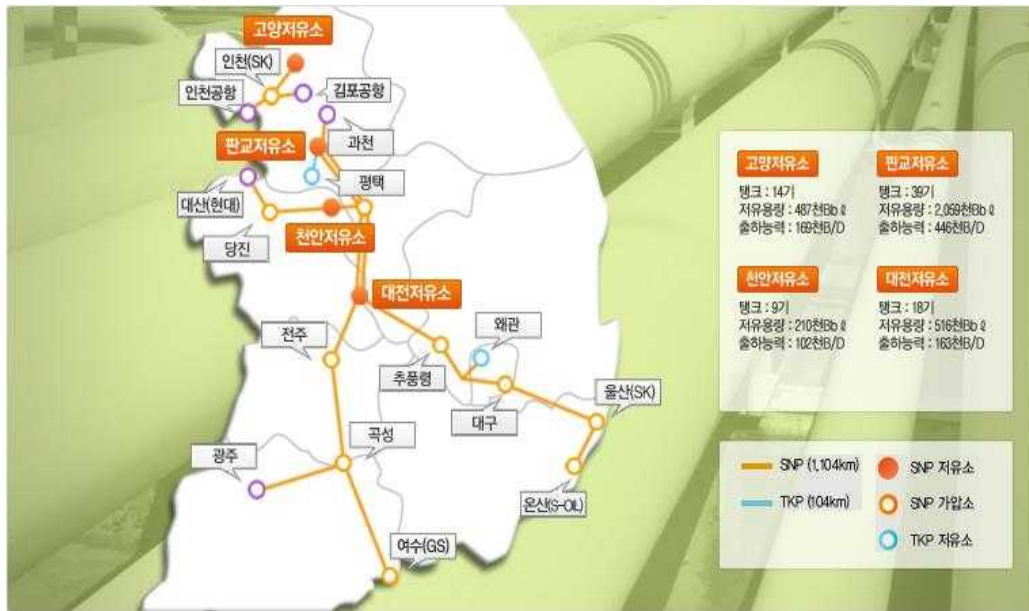 고양저유소
인천(SK)
인천공항
김포공항
판교저유소
과천
평택
대산(현대)
당진
천안저유소
대전저유소
전주
왜관
추풍령
대구
울산(SK)
광주
곡성
온산(S-OIL)
여수(GS)
고양저유소
탱크 : 14기
저유용량 : 487천Bbℓ
출하능력 : 169천B/D
판교저유소
탱크 : 39기
저유용량 : 2,059천Bbℓ
출하능력 : 446천B/D
천안저유소
탱크 : 9기
저유용량 : 210천Bbℓ
출하능력 : 102천B/D
대전저유소
탱크 : 18기
저유용량 : 516천Bbℓ
출하능력 : 163천B/D
SNP (1,104km)
TKP (104km)
SNP 저유소
SNP 가압소
TKP 저유소